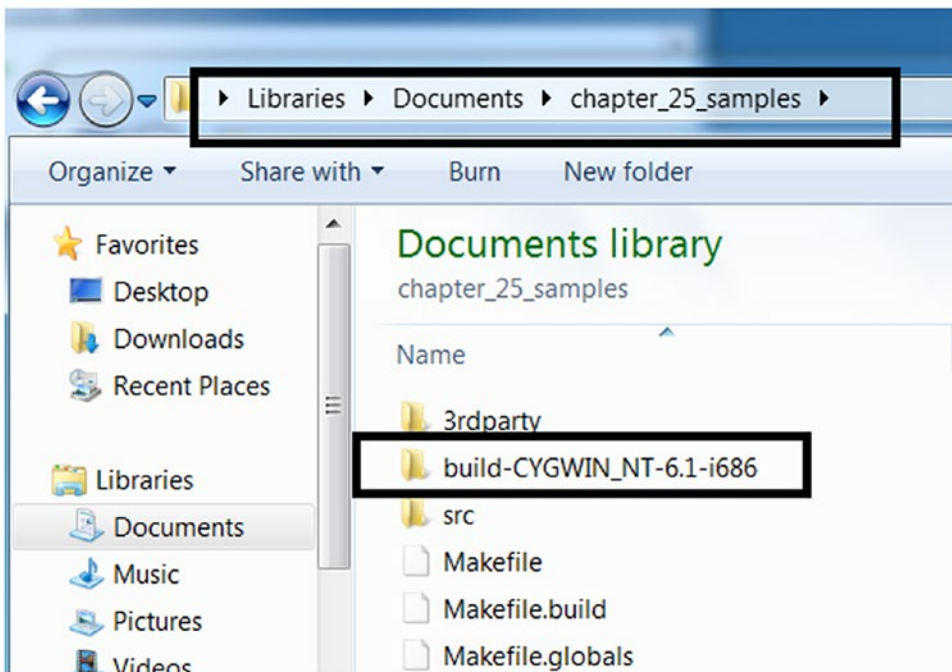 Libraries Documents chapter_25_samples
Organize Share with Burn New folder
Favorites
Desktop
Downloads
Recent Places
Libraries
Documents
Music
Pictures
Videos
Documents library
chapter_25_samples
Name
3rdparty
build-CYGWIN_NT-6.1-i686
src
Makefile
Makefile.build
Makefile.globals